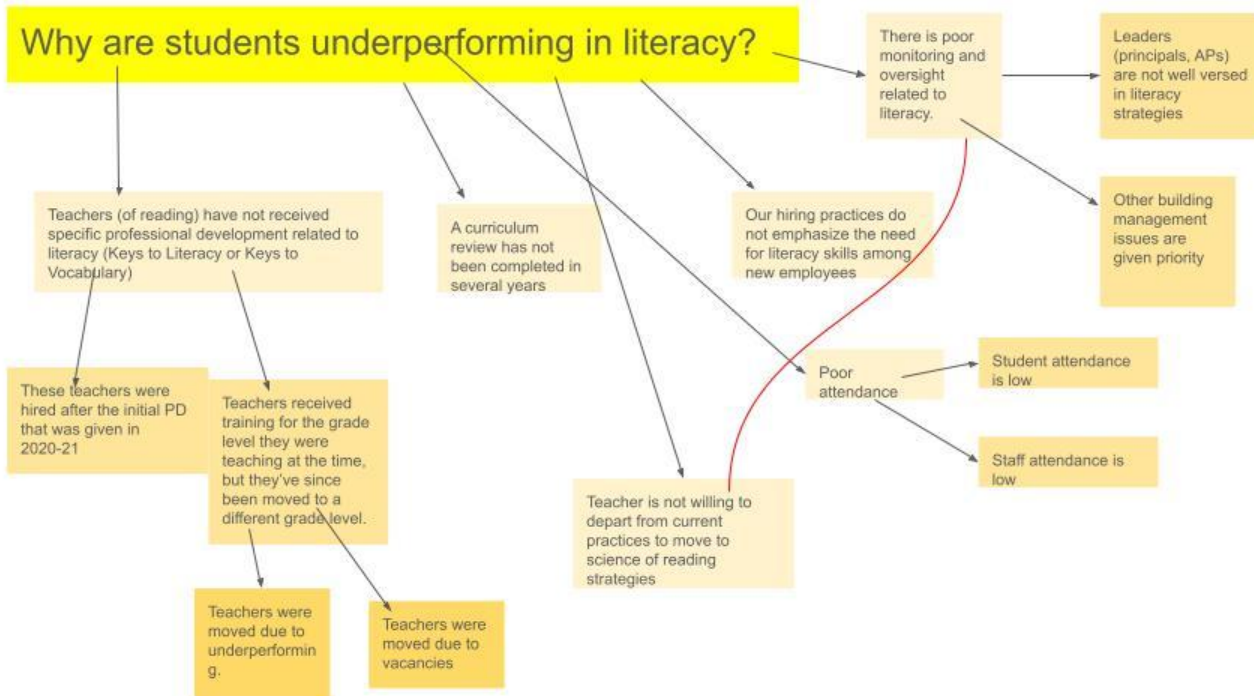 Why are students underperforming in literacy?
There is poor
monitoring and
oversight
related to
literacy.
Leaders
(principals, APs)
are not well versed
in literacy
strategies
Other building
management
issues are
given priority
Teachers (of reading) have not received
specific professional development related to
literacy (Keys to Literacy or Keys to
Vocabulary)
A curriculum
review has not
been completed in
several years
Our hiring practices do
not emphasize the need
for literacy skills among
new employees
These teachers were
hired after the initial PD
that was given in
2020-21
Teachers received
training for the grade
level they were
teaching at the time,
but they've since
been moved to a
different grade level.
Poor
attendance
Student attendance
is low
Staff attendance is
low
Teacher is not willing to
depart from current
practices to move to
science of reading
strategies
Teachers were
moved due to
underperformin
g.
Teachers were
moved due to
vacancies